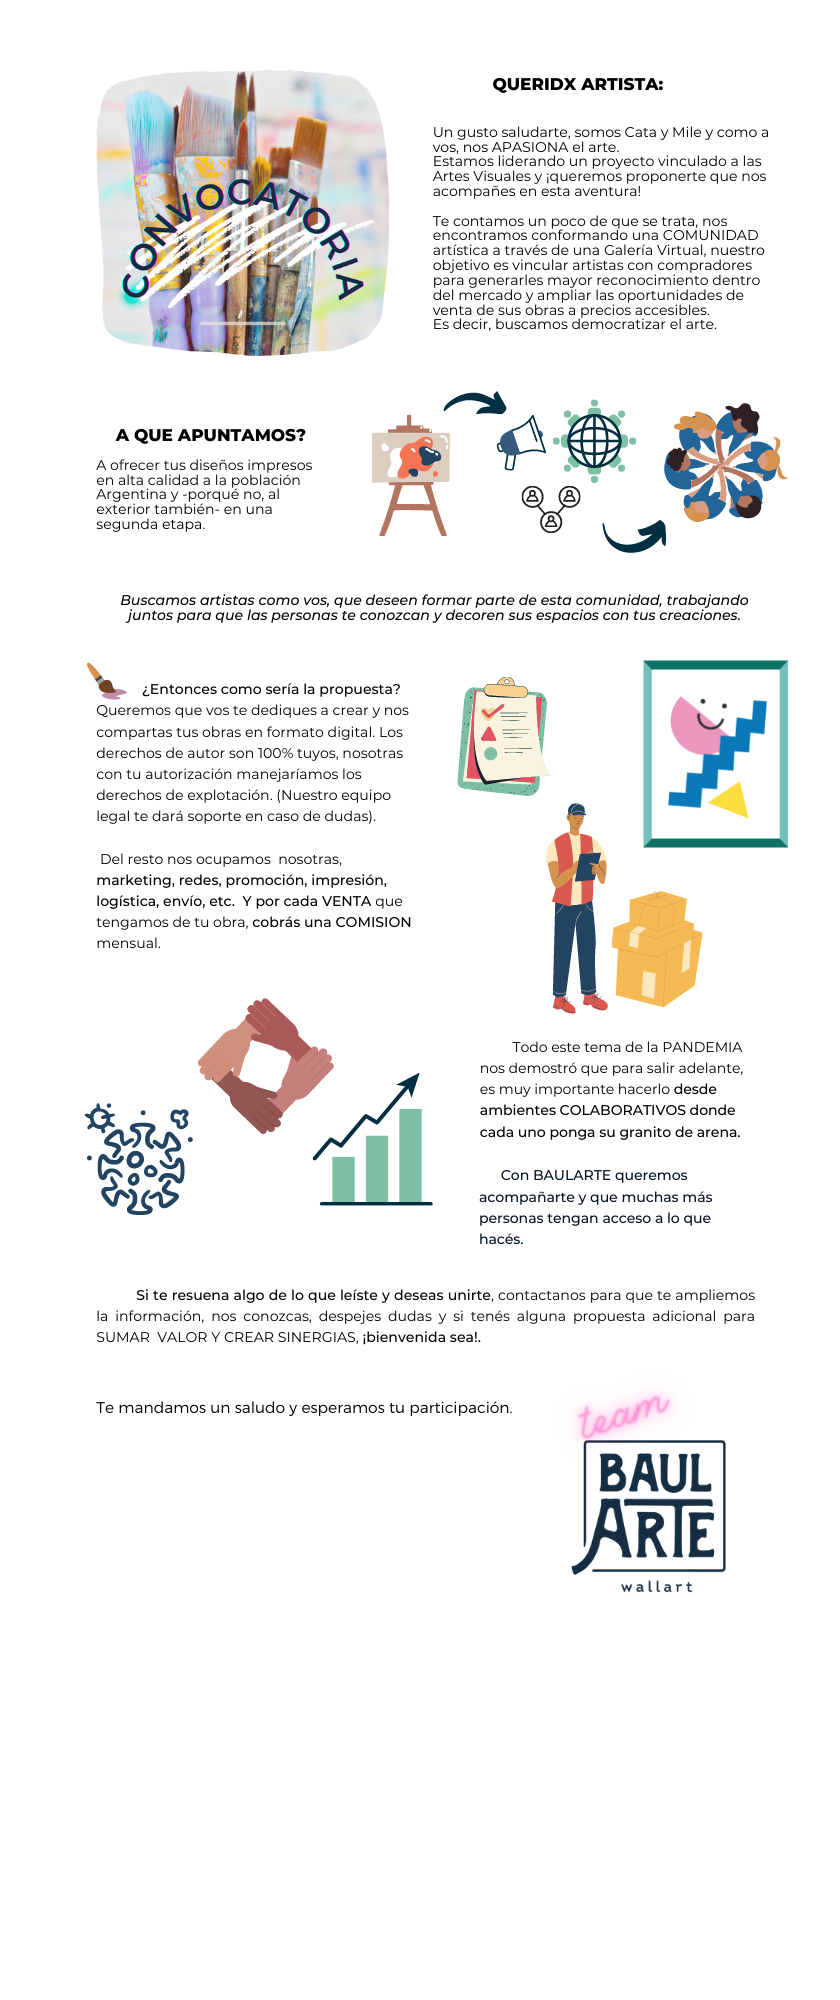 CONVOCATORIA
QUERIDX ARTISTA:
Un gusto saludarte, somos Cata y Mile y como a
vos, nos APASIONA el arte.
Estamos liderando un proyecto vinculado a las
Artes Visuales y ¡queremos proponerte que nos
acompañes en esta aventura!
Te contamos un poco de que se trata, nos
encontramos conformando una COMUNIDAD
artística a través de una Galería Virtual, nuestro
objetivo es vincular artistas con compradores
para generarles mayor reconocimiento dentro
del mercado y ampliar las oportunidades de
venta de sus obras a precios accesibles.
Es decir, buscamos democratizar el arte.
A QUE APUNTAMOS?
A ofrecer tus diseños impresos
en alta calidad a la población
Argentina y -porqué no, al
exterior también- en una
segunda etapa.
Buscamos artistas como vos, que deseen formar parte de esta comunidad, trabajando
juntos para que las personas te conozcan y decoren sus espacios con tus creaciones.
¿Entonces como sería la propuesta?
Queremos que vos te dediques a crear y nos
compartas tus obras en formato digital. Los
derechos de autor son 100% tuyos, nosotras
con tu autorización manejaríamos los
derechos de explotación. (Nuestro equipo
legal te dará soporte en caso de dudas).
Del resto nos ocupamos nosotras,
marketing, redes, promoción, impresión,
logística, envío, etc. Y por cada VENTA que
tengamos de tu obra, cobrás una COMISION
mensual.
Todo este tema de la PANDEMIA
nos demostró que para salir adelante,
es muy importante hacerlo desde
ambientes COLABORATIVOS donde
cada uno ponga su granito de arena.
Con BAULARTE queremos
acompañarte y que muchas más
personas tengan acceso a lo que
hacés.
Si te resuena algo de lo que leíste y deseas unirte, contactanos para que te ampliemos
la información, nos conozcas, despejes dudas y si tenés alguna propuesta adicional para
SUMAR VALOR Y CREAR SINERGIAS, ¡bienvenida sea!.
Te mandamos un saludo y esperamos tu participación.
team
BAUL
ARTE
wallart